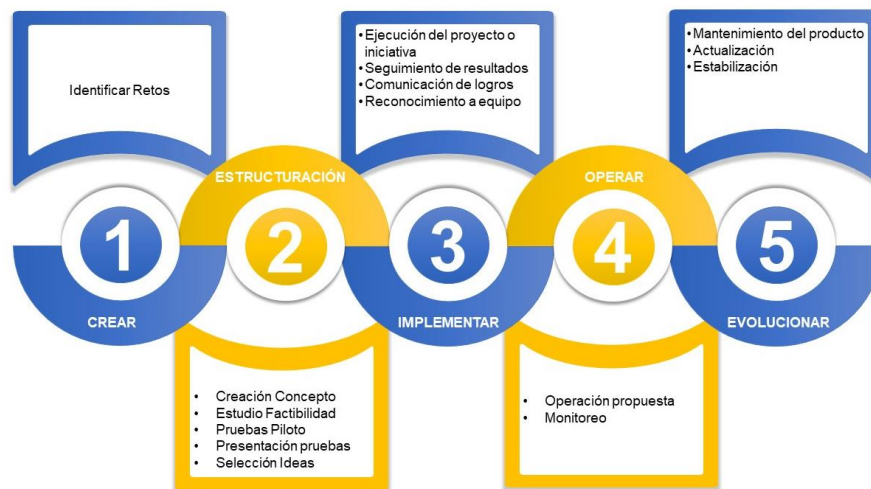 Identificar Retos
1
CREAR
ESTRUCTURACIÓN
2
• Creación Concepto
• Estudio Factibilidad
• Pruebas Piloto
• Presentación pruebas
• Selección Ideas
• Ejecución del proyecto o
iniciativa
• Seguimiento de resultados
• Comunicación de logros
• Reconocimiento a equipo
3
IMPLEMENTAR
OPERAR
4
• Operación propuesta
• Monitoreo
• Mantenimiento del producto
• Actualización
• Estabilización
5
EVOLUCIONAR